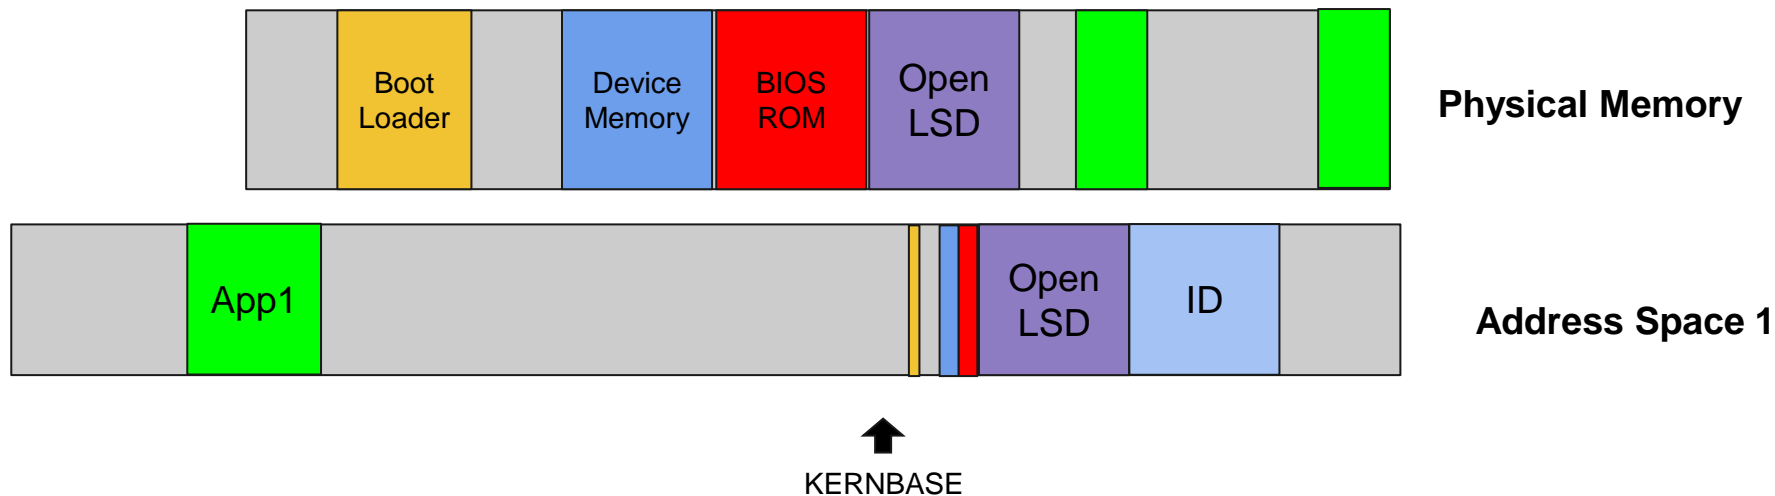 Boot
Loader
Device
Memory
BIOS
ROM
Open
LSD
Physical Memory
App1
Open
LSD
ID
Address Space 1
KERNBASE